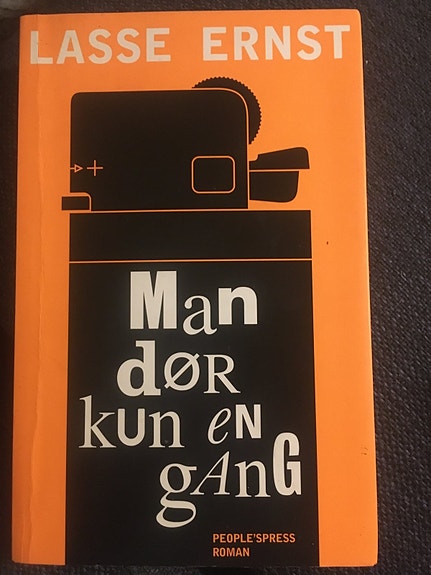 LASSE ERNST
Man
dØR
kUn eN
gAnG
PEOPLE'SPRESS
ROMAN